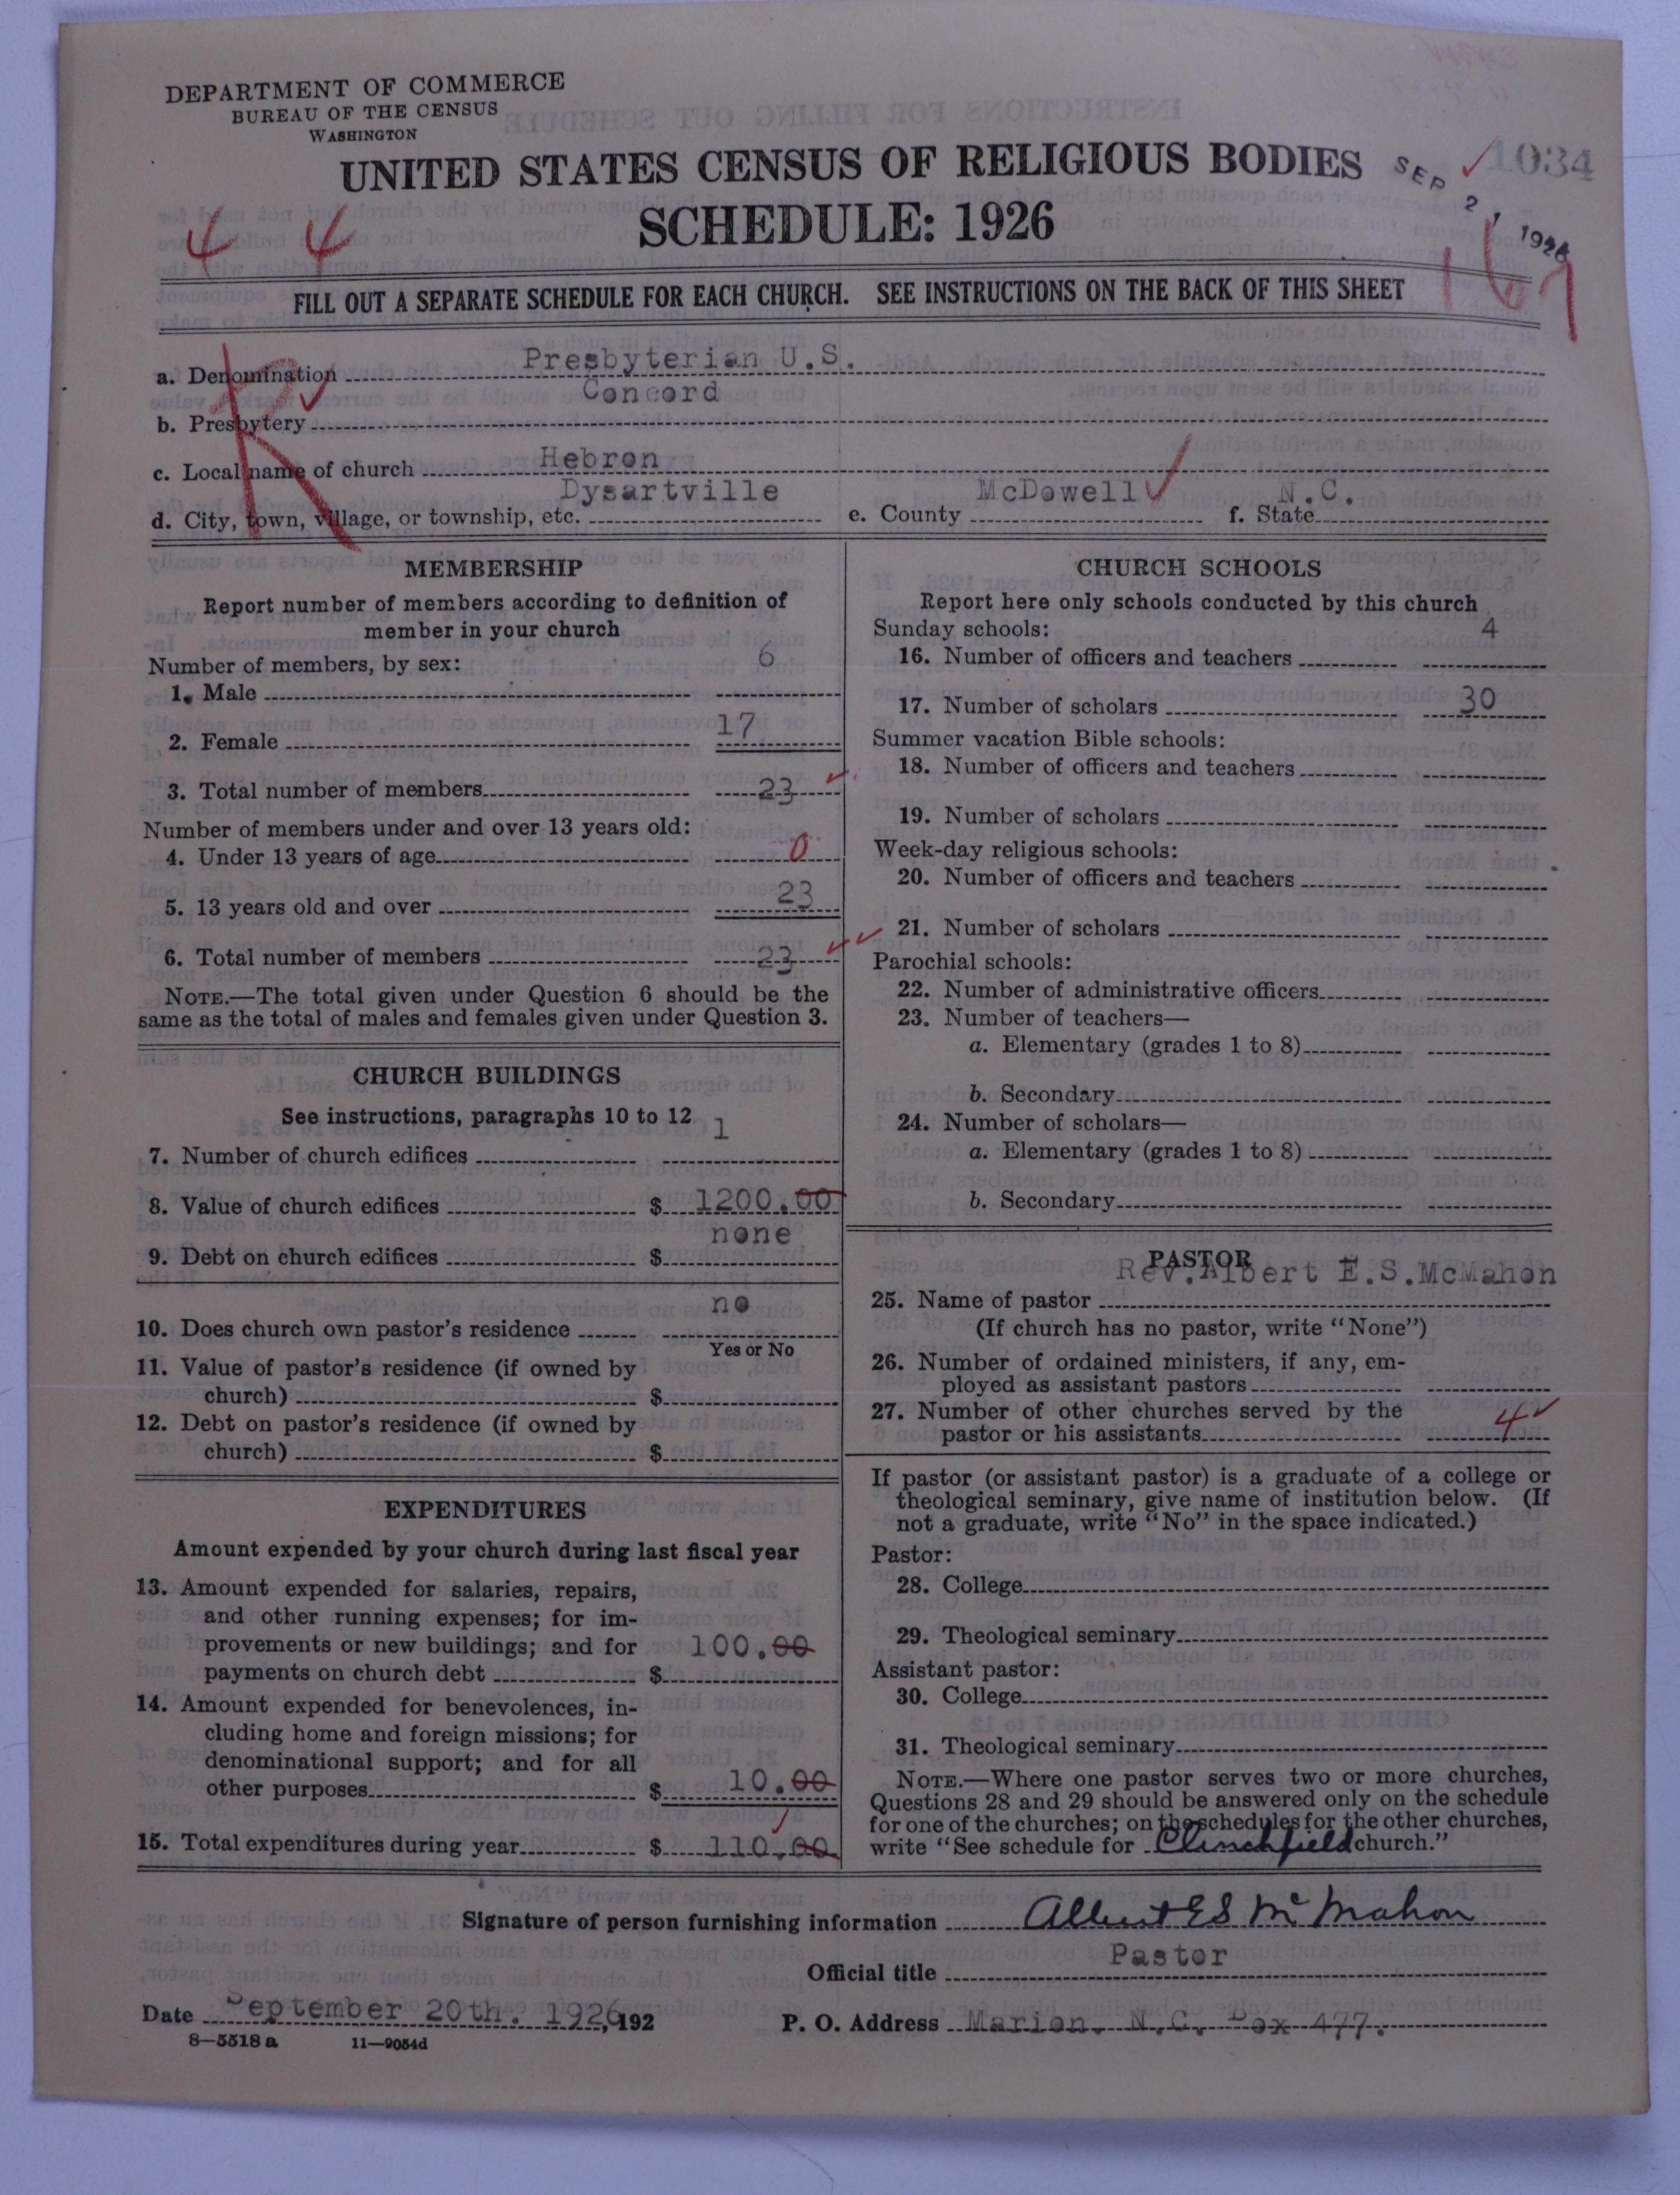 DEPARTMENT OF COMMERCE
BUREAU OF THE CENSUS
WASHINGTON
UNITED STATES CENSUS OF RELIGIOUS BODIES
SCHEDULE: 1926
1034
SEP 21 1926
4 4
FILL OUT A SEPARATE SCHEDULE FOR EACH CHURCH. SEE INSTRUCTIONS ON THE BACK OF THIS SHEET
R
a. Denomination Presbyterian U.S.
b. Presbytery Concord
c. Local name of church Hebron
d. City, town, village, or township, etc. Dysartville e. County McDowell f. State N.C.
MEMBERSHIP
Report number of members according to definition of
member in your church
Number of members, by sex:
1. Male 6
2. Female 17
3. Total number of members 23
Number of members under and over 13 years old:
4. Under 13 years of age 0
5. 13 years old and over 23
6. Total number of members 23
NOTE.—The total given under Question 6 should be the
same as the total of males and females given under Question 3.
CHURCH BUILDINGS
See instructions, paragraphs 10 to 12
7. Number of church edifices 1
8. Value of church edifices $ 1200.00
9. Debt on church edifices $ none
10. Does church own pastor's residence no
Yes or No
11. Value of pastor's residence (if owned by
church) $
12. Debt on pastor's residence (if owned by
church) $
EXPENDITURES
Amount expended by your church during last fiscal year
13. Amount expended for salaries, repairs,
and other running expenses; for im-
provements or new buildings; and for
payments on church debt $ 100.00
14. Amount expended for benevolences, in-
cluding home and foreign missions; for
denominational support; and for all
other purposes $ 10.00
15. Total expenditures during year $ 110.00
CHURCH SCHOOLS
Report here only schools conducted by this church
Sunday schools:
16. Number of officers and teachers 4
17. Number of scholars 30
Summer vacation Bible schools:
18. Number of officers and teachers
19. Number of scholars
Week-day religious schools:
20. Number of officers and teachers
21. Number of scholars
Parochial schools:
22. Number of administrative officers
23. Number of teachers—
a. Elementary (grades 1 to 8)
b. Secondary
24. Number of scholars—
a. Elementary (grades 1 to 8)
b. Secondary
PASTOR
25. Name of pastor Rev. Albert E.S.McMahon
(If church has no pastor, write "None")
26. Number of ordained ministers, if any, em-
ployed as assistant pastors
27. Number of other churches served by the
pastor or his assistants 4
If pastor (or assistant pastor) is a graduate of a college or
theological seminary, give name of institution below. (If
not a graduate, write "No" in the space indicated.)
Pastor:
28. College
29. Theological seminary
Assistant pastor:
30. College
31. Theological seminary
NOTE.—Where one pastor serves two or more churches,
Questions 28 and 29 should be answered only on the schedule
for one of the churches; on the schedules for the other churches,
write "See schedule for Clinchfield church."
Signature of person furnishing information Albert ES McMahon
Official title Pastor
Date September 20th. 1926, 192 P. O. Address Marion, N.C. Box 477.
8—5518 a 11—9054d